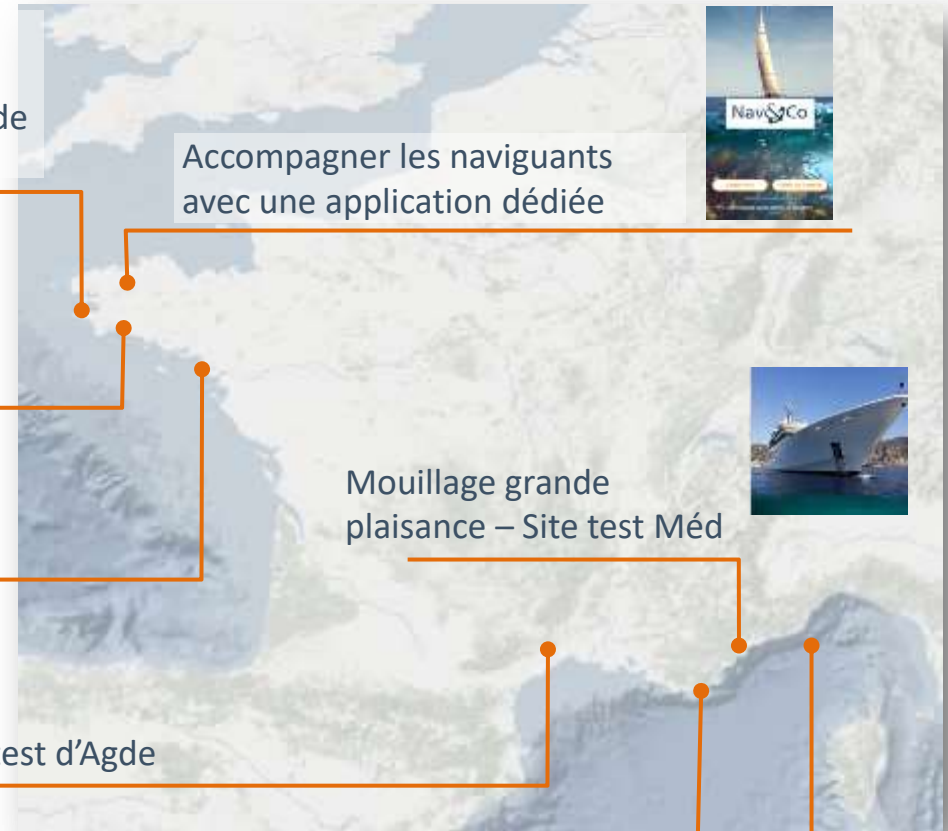 de
Accompagner les naviguants
avec une application dédiée
Nav&Co
Mouillage grande
plaisance – Site test Méd
est d'Agde